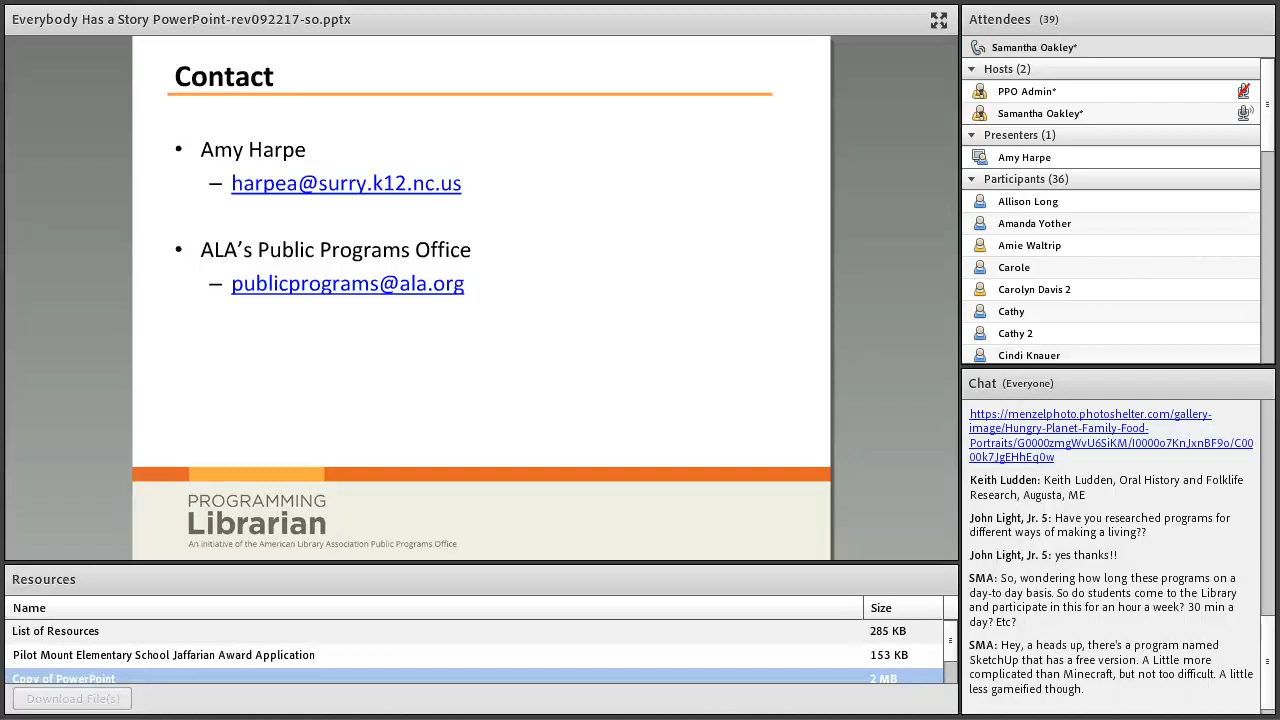 Everybody Has a Story PowerPoint-rev092217-so.pptx
Contact
• Amy Harpe
– harpea@surry.k12.nc.us
• ALA's Public Programs Office
– publicprograms@ala.org
PROGRAMMING
Librarian
An initiative of the American Library Association Public Programs Office
Resources
Name Size
List of Resources 285 KB
Pilot Mount Elementary School Jaffarian Award Application 153 KB
Copy of PowerPoint 2 MB
Download File(s)
Attendees (39)
Samantha Oakley*
Hosts (2)
PPO Admin*
Samantha Oakley*
Presenters (1)
Amy Harpe
Participants (36)
Allison Long
Amanda Yother
Amie Waltrip
Carole
Carolyn Davis 2
Cathy
Cathy 2
Cindi Knauer
Chat (Everyone)
https://menzelphoto.photoshelter.com/gallery-
image/Hungry-Planet-Family-Food-
Portraits/G0000zmgWvU6SiKM/I0000o7KnJxnBF9o/C00
00k7JgEHhEq0w
Keith Ludden: Keith Ludden, Oral History and Folklife
Research, Augusta, ME
John Light, Jr. 5: Have you researched programs for
different ways of making a living??
John Light, Jr. 5: yes thanks!!
SMA: So, wondering how long these programs on a
day-to day basis. So do students come to the Library
and participate in this for an hour a week? 30 min a
day? Etc?
SMA: Hey, a heads up, there's a program named
SketchUp that has a free version. A Little more
complicated than Minecraft, but not too difficult. A little
less gameified though.